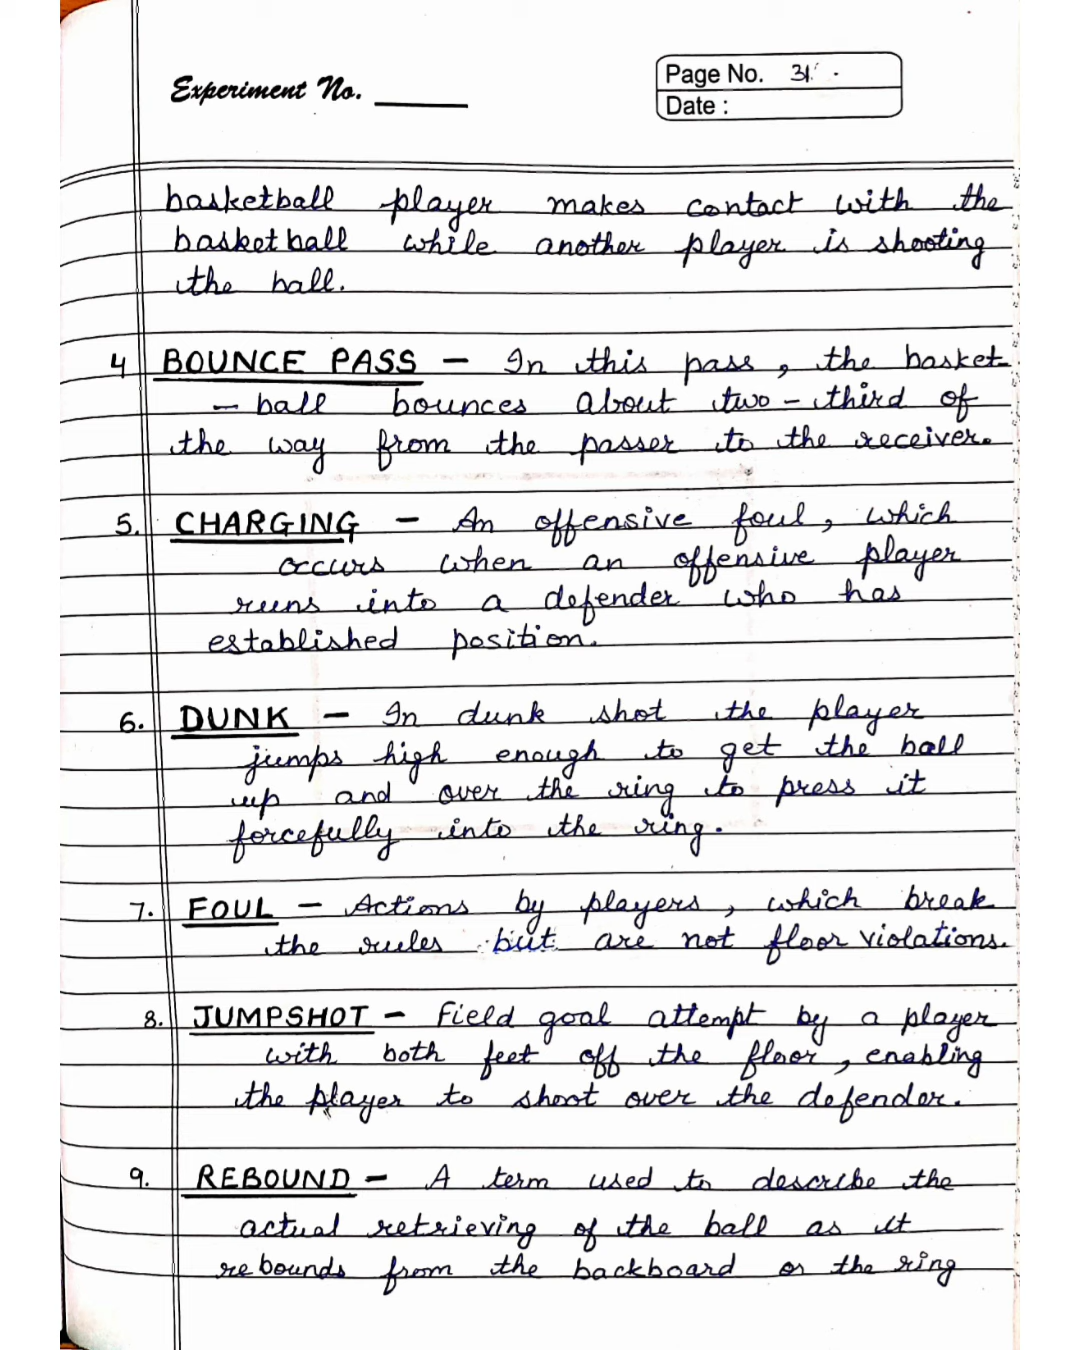 Experiment No.
Page No. 31
Date :
basketball player makes contact with the
basketball while another player is shooting
the ball.
4 BOUNCE PASS - In this pass, the basket-
- ball bounces about two-third of
the way from the passer to the receiver.
5. CHARGING - An offensive foul, which
occurs when an offensive player
runs into a defender who has
established position.
6. DUNK - In dunk shot the player
jumps high enough to get the ball
up and over the ring to press it
forcefully into the ring.
7. FOUL - Actions by players, which break
the rules but are not floor violations.
8. JUMPSHOT - Field goal attempt by a player
with both feet off the floor, enabling
the player to shoot over the defender.
9. REBOUND - A term used to describe the
actual retrieving of the ball as it
rebounds from the backboard or the ring